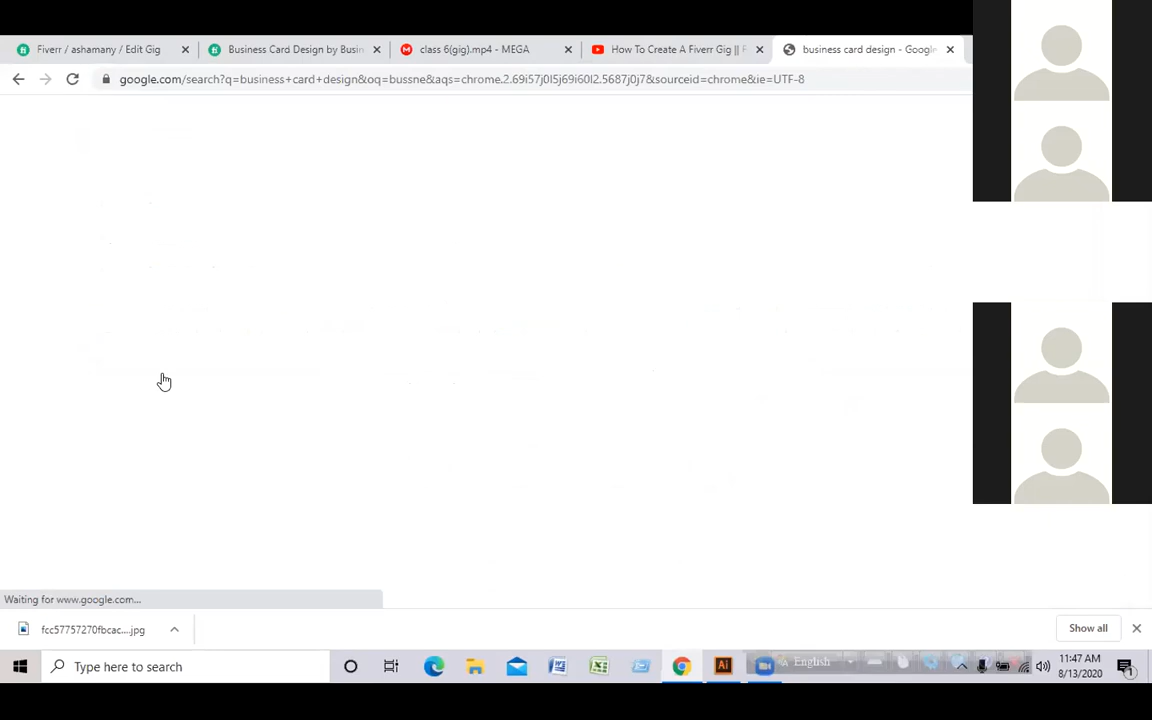 Fiverr / ashamany / Edit Gig
Business Card Design by Busin
class 6(gig).mp4 - MEGA
How To Create A Fiverr Gig || F
business card design - Google
google.com/search?q=business+card+design&oq=bussne&aqs=chrome.2.69i57j0l5j69i60l2.5687j0j7&sourceid=chrome&ie=UTF-8
Waiting for www.google.com...
fcc57757270fbcac....jpg
Show all
Type here to search
English
11:47 AM
8/13/2020